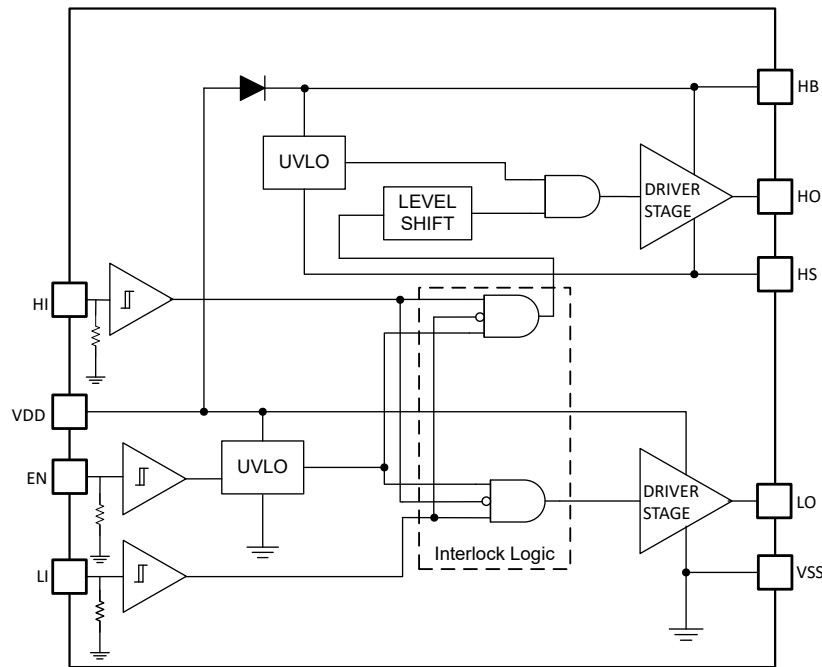 HB
UVLO
DRIVER
STAGE
HO
LEVEL
SHIFT
HS
HI
VDD
EN
UVLO
DRIVER
STAGE
LO
Interlock Logic
LI
VSS